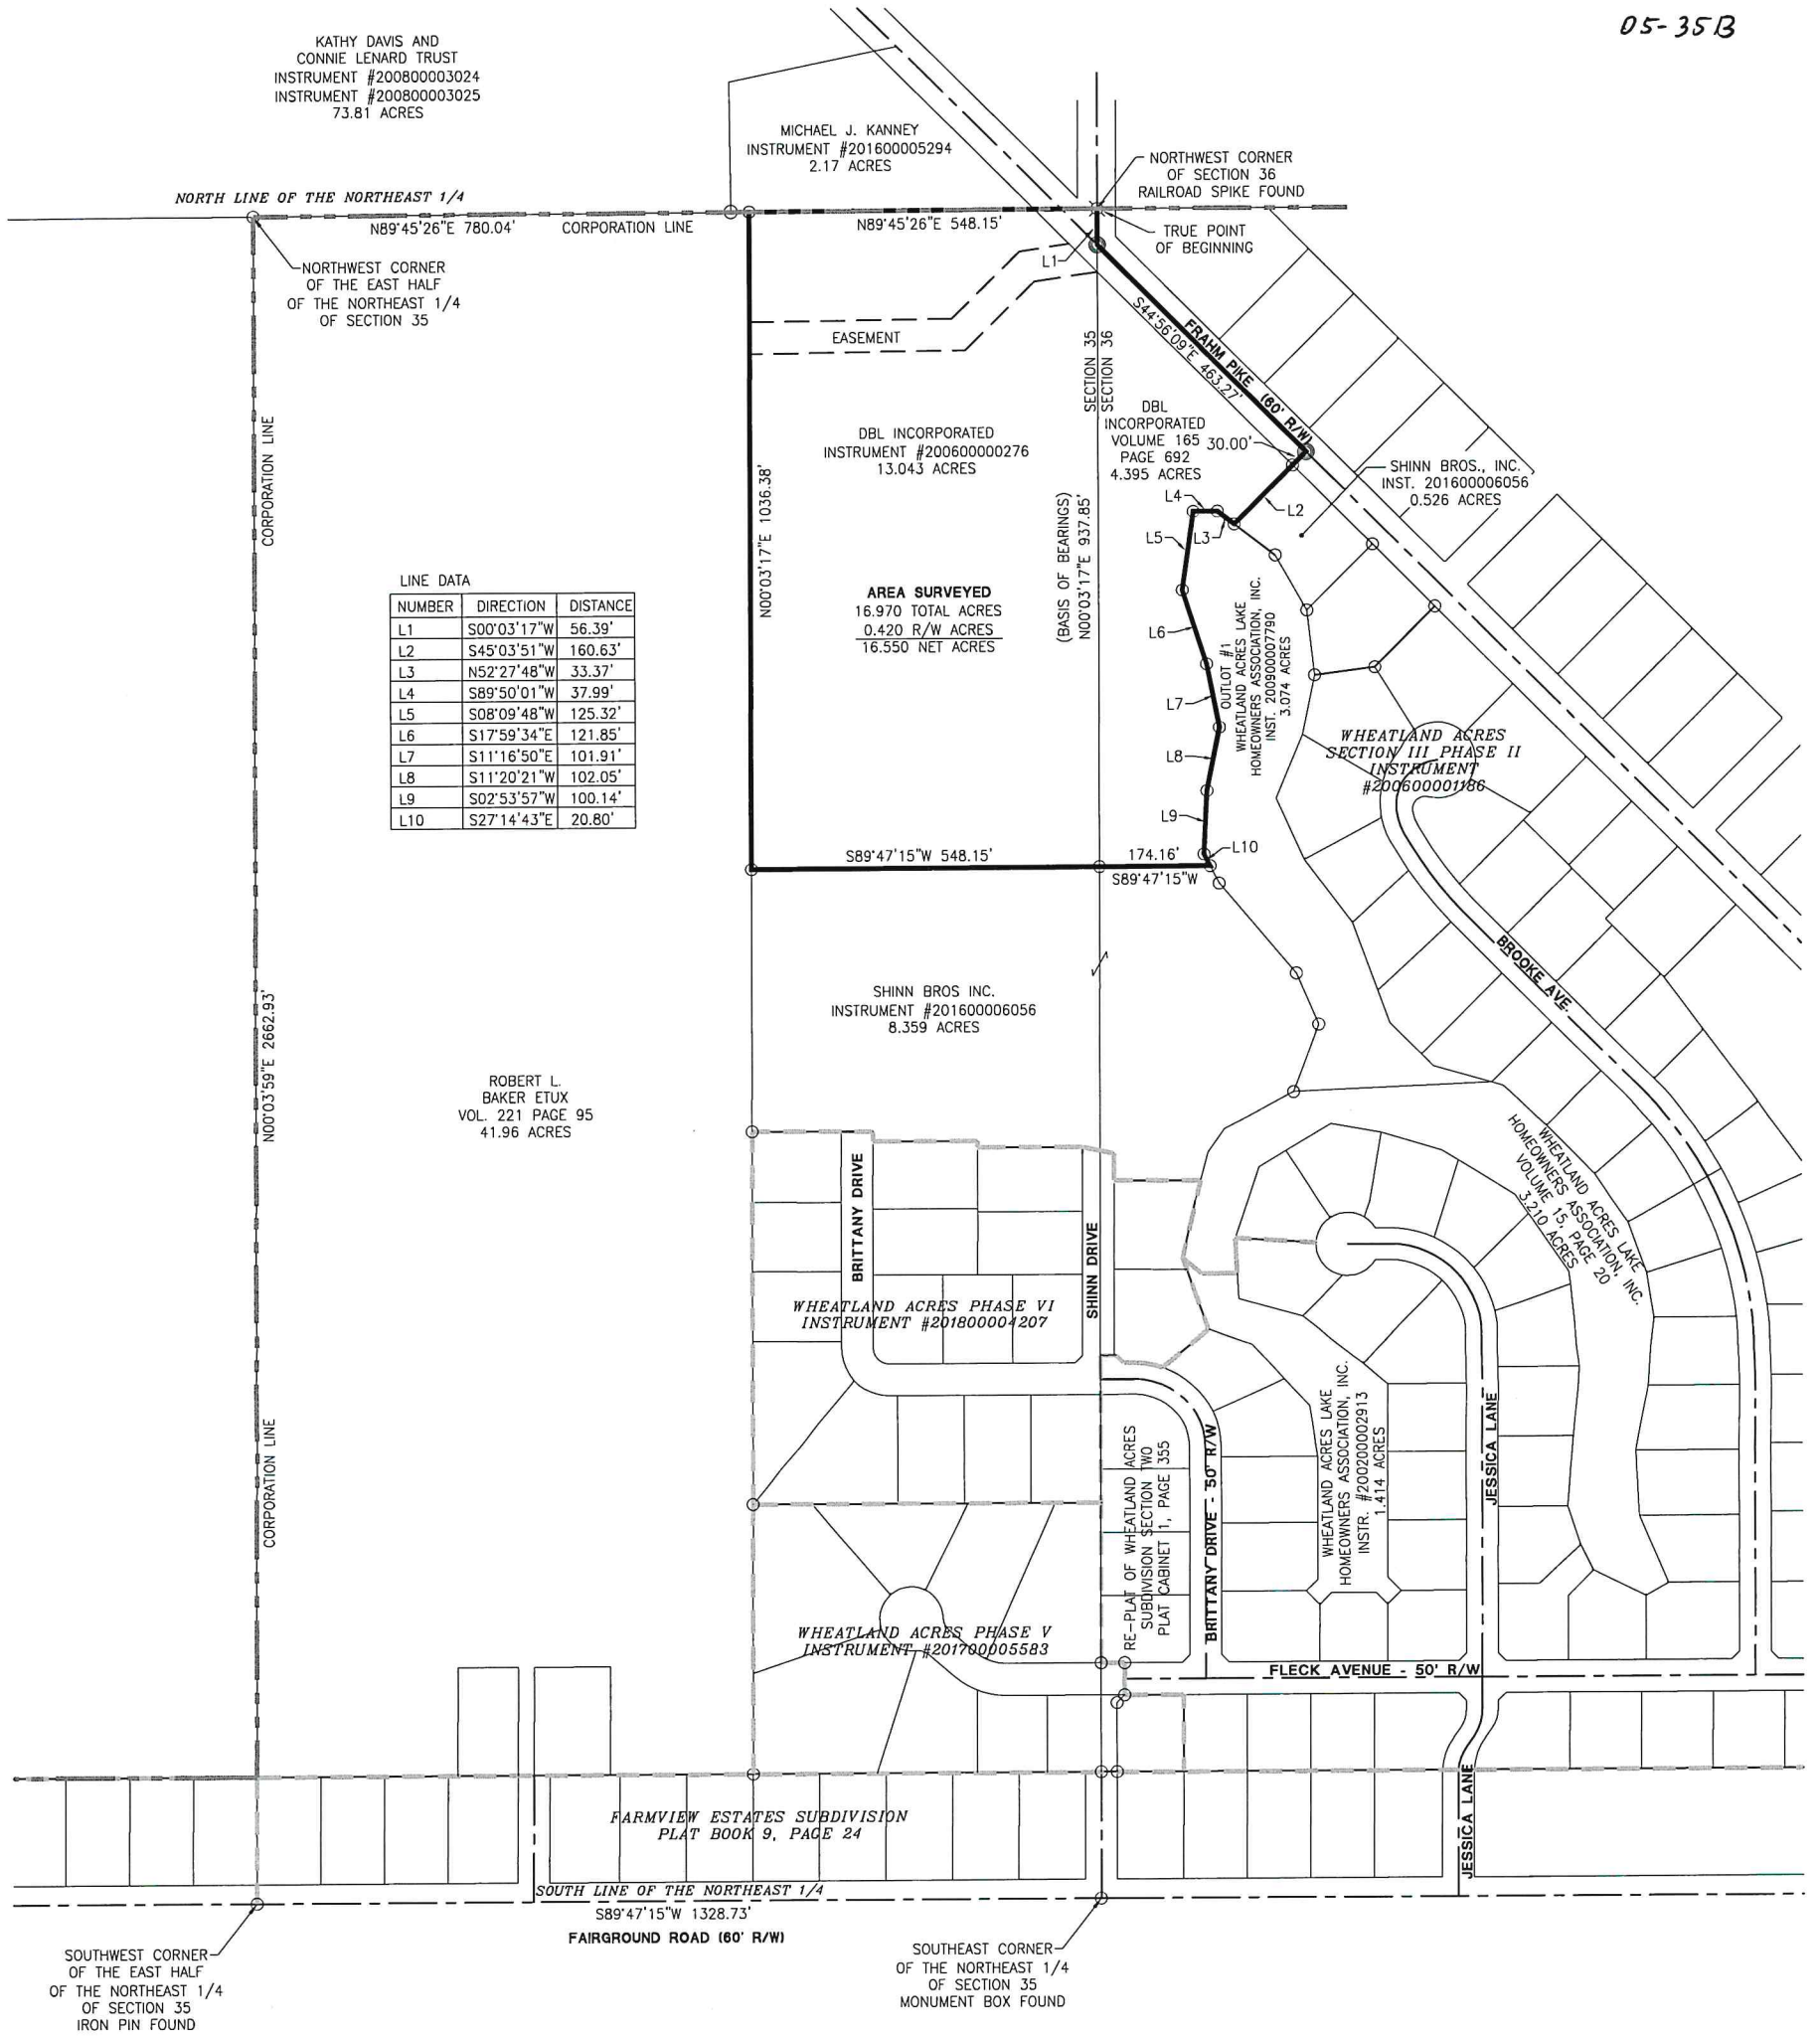 05-35B
KATHY DAVIS AND
CONNIE LENARD TRUST
INSTRUMENT #200800003024
INSTRUMENT #200800003025
73.81 ACRES
MICHAEL J. KANNEY
INSTRUMENT #201600005294
2.17 ACRES
NORTHWEST CORNER
OF SECTION 36
RAILROAD SPIKE FOUND
NORTH LINE OF THE NORTHEAST 1/4
N89°45'26"E 780.04'
CORPORATION LINE
N89°45'26"E 548.15'
TRUE POINT
OF BEGINNING
L1
NORTHWEST CORNER
OF THE EAST HALF
OF THE NORTHEAST 1/4
OF SECTION 35
EASEMENT
SECTION 35
SECTION 36
FRAHM PIKE (60' R/W)
S44°56'09"E 463.27'
CORPORATION LINE
DBL INCORPORATED
INSTRUMENT #200600000276
13.043 ACRES
DBL
INCORPORATED
VOLUME 165
PAGE 692
4.395 ACRES
30.00'
SHINN BROS., INC.
INST. 201600006056
0.526 ACRES
L4
L2
L3
L5
N00°03'17"E 1036.38'
(BASIS OF BEARINGS)
N00°03'17"E 937.85'
AREA SURVEYED
16.970 TOTAL ACRES
0.420 R/W ACRES
16.550 NET ACRES
LINE DATA
NUMBER DIRECTION DISTANCE
L1 S00°03'17"W 56.39'
L2 S45°03'51"W 160.63'
L3 N52°27'48"W 33.37'
L4 S89°50'01"W 37.99'
L5 S08°09'48"W 125.32'
L6 S17°59'34"E 121.85'
L7 S11°16'50"E 101.91'
L8 S11°20'21"W 102.05'
L9 S02°53'57"W 100.14'
L10 S27°14'43"E 20.80'
L6
L7
L8
L9
L10
OUTLOT #1
WHEATLAND ACRES LAKE
HOMEOWNERS ASSOCIATION, INC.
INST. 200900007790
3.074 ACRES
WHEATLAND ACRES
SECTION III PHASE II
INSTRUMENT
#200600001186
S89°47'15"W 548.15'
174.16'
S89°47'15"W
BROOKE AVE.
SHINN BROS INC.
INSTRUMENT #201600006056
8.359 ACRES
N00°03'59"E 2662.93'
ROBERT L.
BAKER ETUX
VOL. 221 PAGE 95
41.96 ACRES
BRITTANY DRIVE
SHINN DRIVE
WHEATLAND ACRES LAKE
HOMEOWNERS ASSOCIATION, INC.
VOLUME 15, PAGE 20
3.210 ACRES
WHEATLAND ACRES PHASE VI
INSTRUMENT #201800004207
CORPORATION LINE
RE-PLAT OF WHEATLAND ACRES
SUBDIVISION SECTION TWO
PLAT CABINET 1, PAGE 355
BRITTANY DRIVE - 50' R/W
WHEATLAND ACRES LAKE
HOMEOWNERS ASSOCIATION, INC.
INSTR. #200200002913
1.414 ACRES
JESSICA LANE
WHEATLAND ACRES PHASE V
INSTRUMENT #201700005583
FLECK AVENUE - 50' R/W
JESSICA LANE
FARMVIEW ESTATES SUBDIVISION
PLAT BOOK 9, PAGE 24
SOUTH LINE OF THE NORTHEAST 1/4
S89°47'15"W 1328.73'
FAIRGROUND ROAD (60' R/W)
SOUTHWEST CORNER
OF THE EAST HALF
OF THE NORTHEAST 1/4
OF SECTION 35
IRON PIN FOUND
SOUTHEAST CORNER
OF THE NORTHEAST 1/4
OF SECTION 35
MONUMENT BOX FOUND